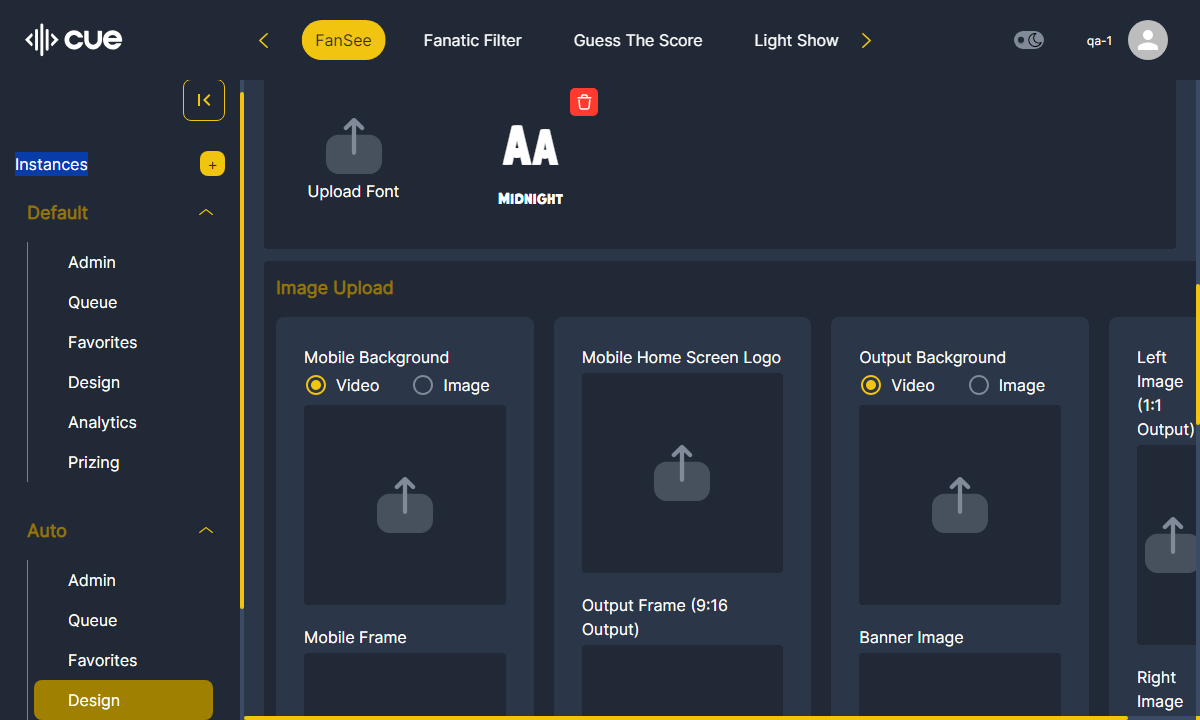 cue
FanSee
Fanatic Filter
Guess The Score
Light Show
qa-1
Instances
+
Default
Admin
Queue
Favorites
Design
Analytics
Prizing
Auto
Admin
Queue
Favorites
Design
Upload Font
AA
MIDNIGHT
Image Upload
Mobile Background
Video
Image
Mobile Frame
Mobile Home Screen Logo
Output Frame (9:16
Output)
Output Background
Video
Image
Banner Image
Left
Image
(1:1
Output)
Right
Image